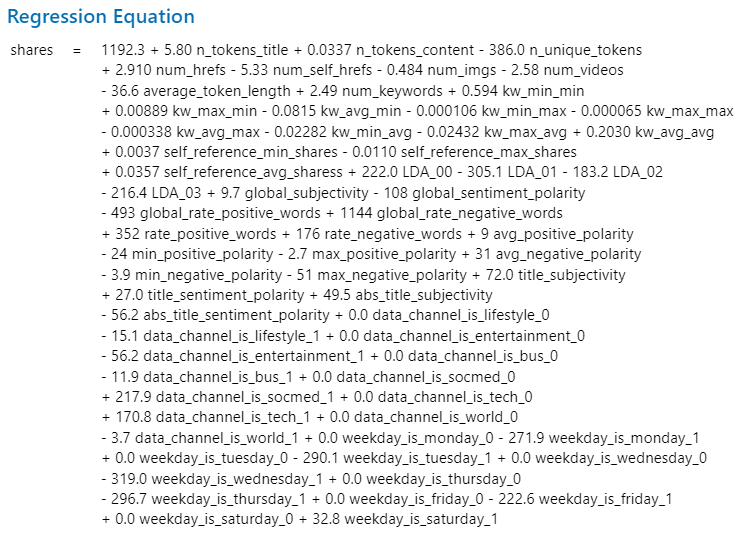 Regression Equation
shares = 1192.3 + 5.80 n_tokens_title + 0.0337 n_tokens_content - 386.0 n_unique_tokens
+ 2.910 num_hrefs - 5.33 num_self_hrefs - 0.484 num_imgs - 2.58 num_videos
- 36.6 average_token_length + 2.49 num_keywords + 0.594 kw_min_min
+ 0.00889 kw_max_min - 0.0815 kw_avg_min - 0.000106 kw_min_max - 0.000065 kw_max_max
- 0.000338 kw_avg_max - 0.02282 kw_min_avg - 0.02432 kw_max_avg + 0.2030 kw_avg_avg
+ 0.0037 self_reference_min_shares - 0.0110 self_reference_max_shares
+ 0.0357 self_reference_avg_sharess + 222.0 LDA_00 - 305.1 LDA_01 - 183.2 LDA_02
- 216.4 LDA_03 + 9.7 global_subjectivity - 108 global_sentiment_polarity
- 493 global_rate_positive_words + 1144 global_rate_negative_words
+ 352 rate_positive_words + 176 rate_negative_words + 9 avg_positive_polarity
- 24 min_positive_polarity - 2.7 max_positive_polarity + 31 avg_negative_polarity
- 3.9 min_negative_polarity - 51 max_negative_polarity + 72.0 title_subjectivity
+ 27.0 title_sentiment_polarity + 49.5 abs_title_subjectivity
- 56.2 abs_title_sentiment_polarity + 0.0 data_channel_is_lifestyle_0
- 15.1 data_channel_is_lifestyle_1 + 0.0 data_channel_is_entertainment_0
- 56.2 data_channel_is_entertainment_1 + 0.0 data_channel_is_bus_0
- 11.9 data_channel_is_bus_1 + 0.0 data_channel_is_socmed_0
+ 217.9 data_channel_is_socmed_1 + 0.0 data_channel_is_tech_0
+ 170.8 data_channel_is_tech_1 + 0.0 data_channel_is_world_0
- 3.7 data_channel_is_world_1 + 0.0 weekday_is_monday_0 - 271.9 weekday_is_monday_1
+ 0.0 weekday_is_tuesday_0 - 290.1 weekday_is_tuesday_1 + 0.0 weekday_is_wednesday_0
- 319.0 weekday_is_wednesday_1 + 0.0 weekday_is_thursday_0
- 296.7 weekday_is_thursday_1 + 0.0 weekday_is_friday_0 - 222.6 weekday_is_friday_1
+ 0.0 weekday_is_saturday_0 + 32.8 weekday_is_saturday_1